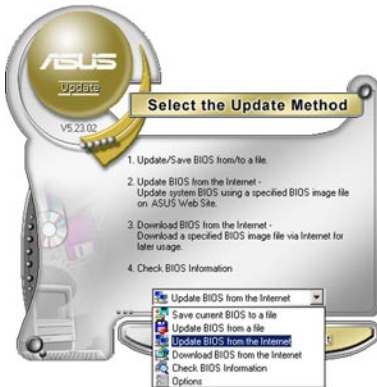 ASUS
Update
V5.23.02
Select the Update Method
1. Update/Save BIOS from/to a file.
2. Update BIOS from the Internet -
Update system BIOS using a specified BIOS image file
on ASUS Web Site.
3. Download BIOS from the Internet -
Download a specified BIOS image file via Internet for
later usage.
4. Check BIOS Information
Update BIOS from the Internet
Save current BIOS to a file
Update BIOS from a file
Update BIOS from the Internet
Download BIOS from the Internet
Check BIOS Information
Options